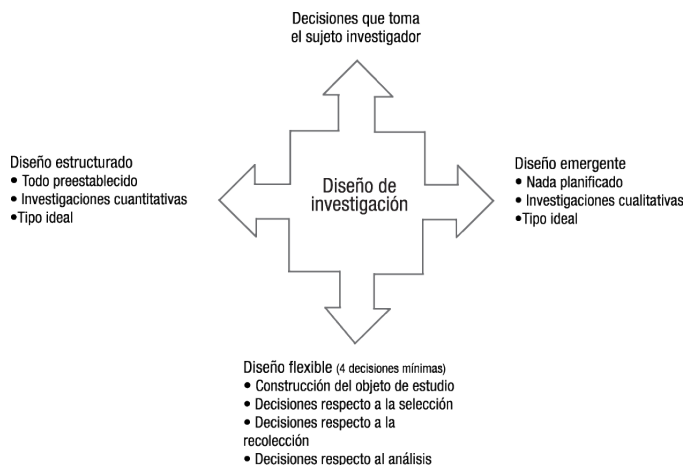 Decisiones que toma
el sujeto investigador
Diseño estructurado
• Todo preestablecido
• Investigaciones cuantitativas
•Tipo ideal
Diseño de
investigación
Diseño emergente
• Nada planificado
• Investigaciones cualitativas
•Tipo ideal
Diseño flexible (4 decisiones mínimas)
• Construcción del objeto de estudio
• Decisiones respecto a la selección
• Decisiones respecto a la
recolección
• Decisiones respecto al análisis